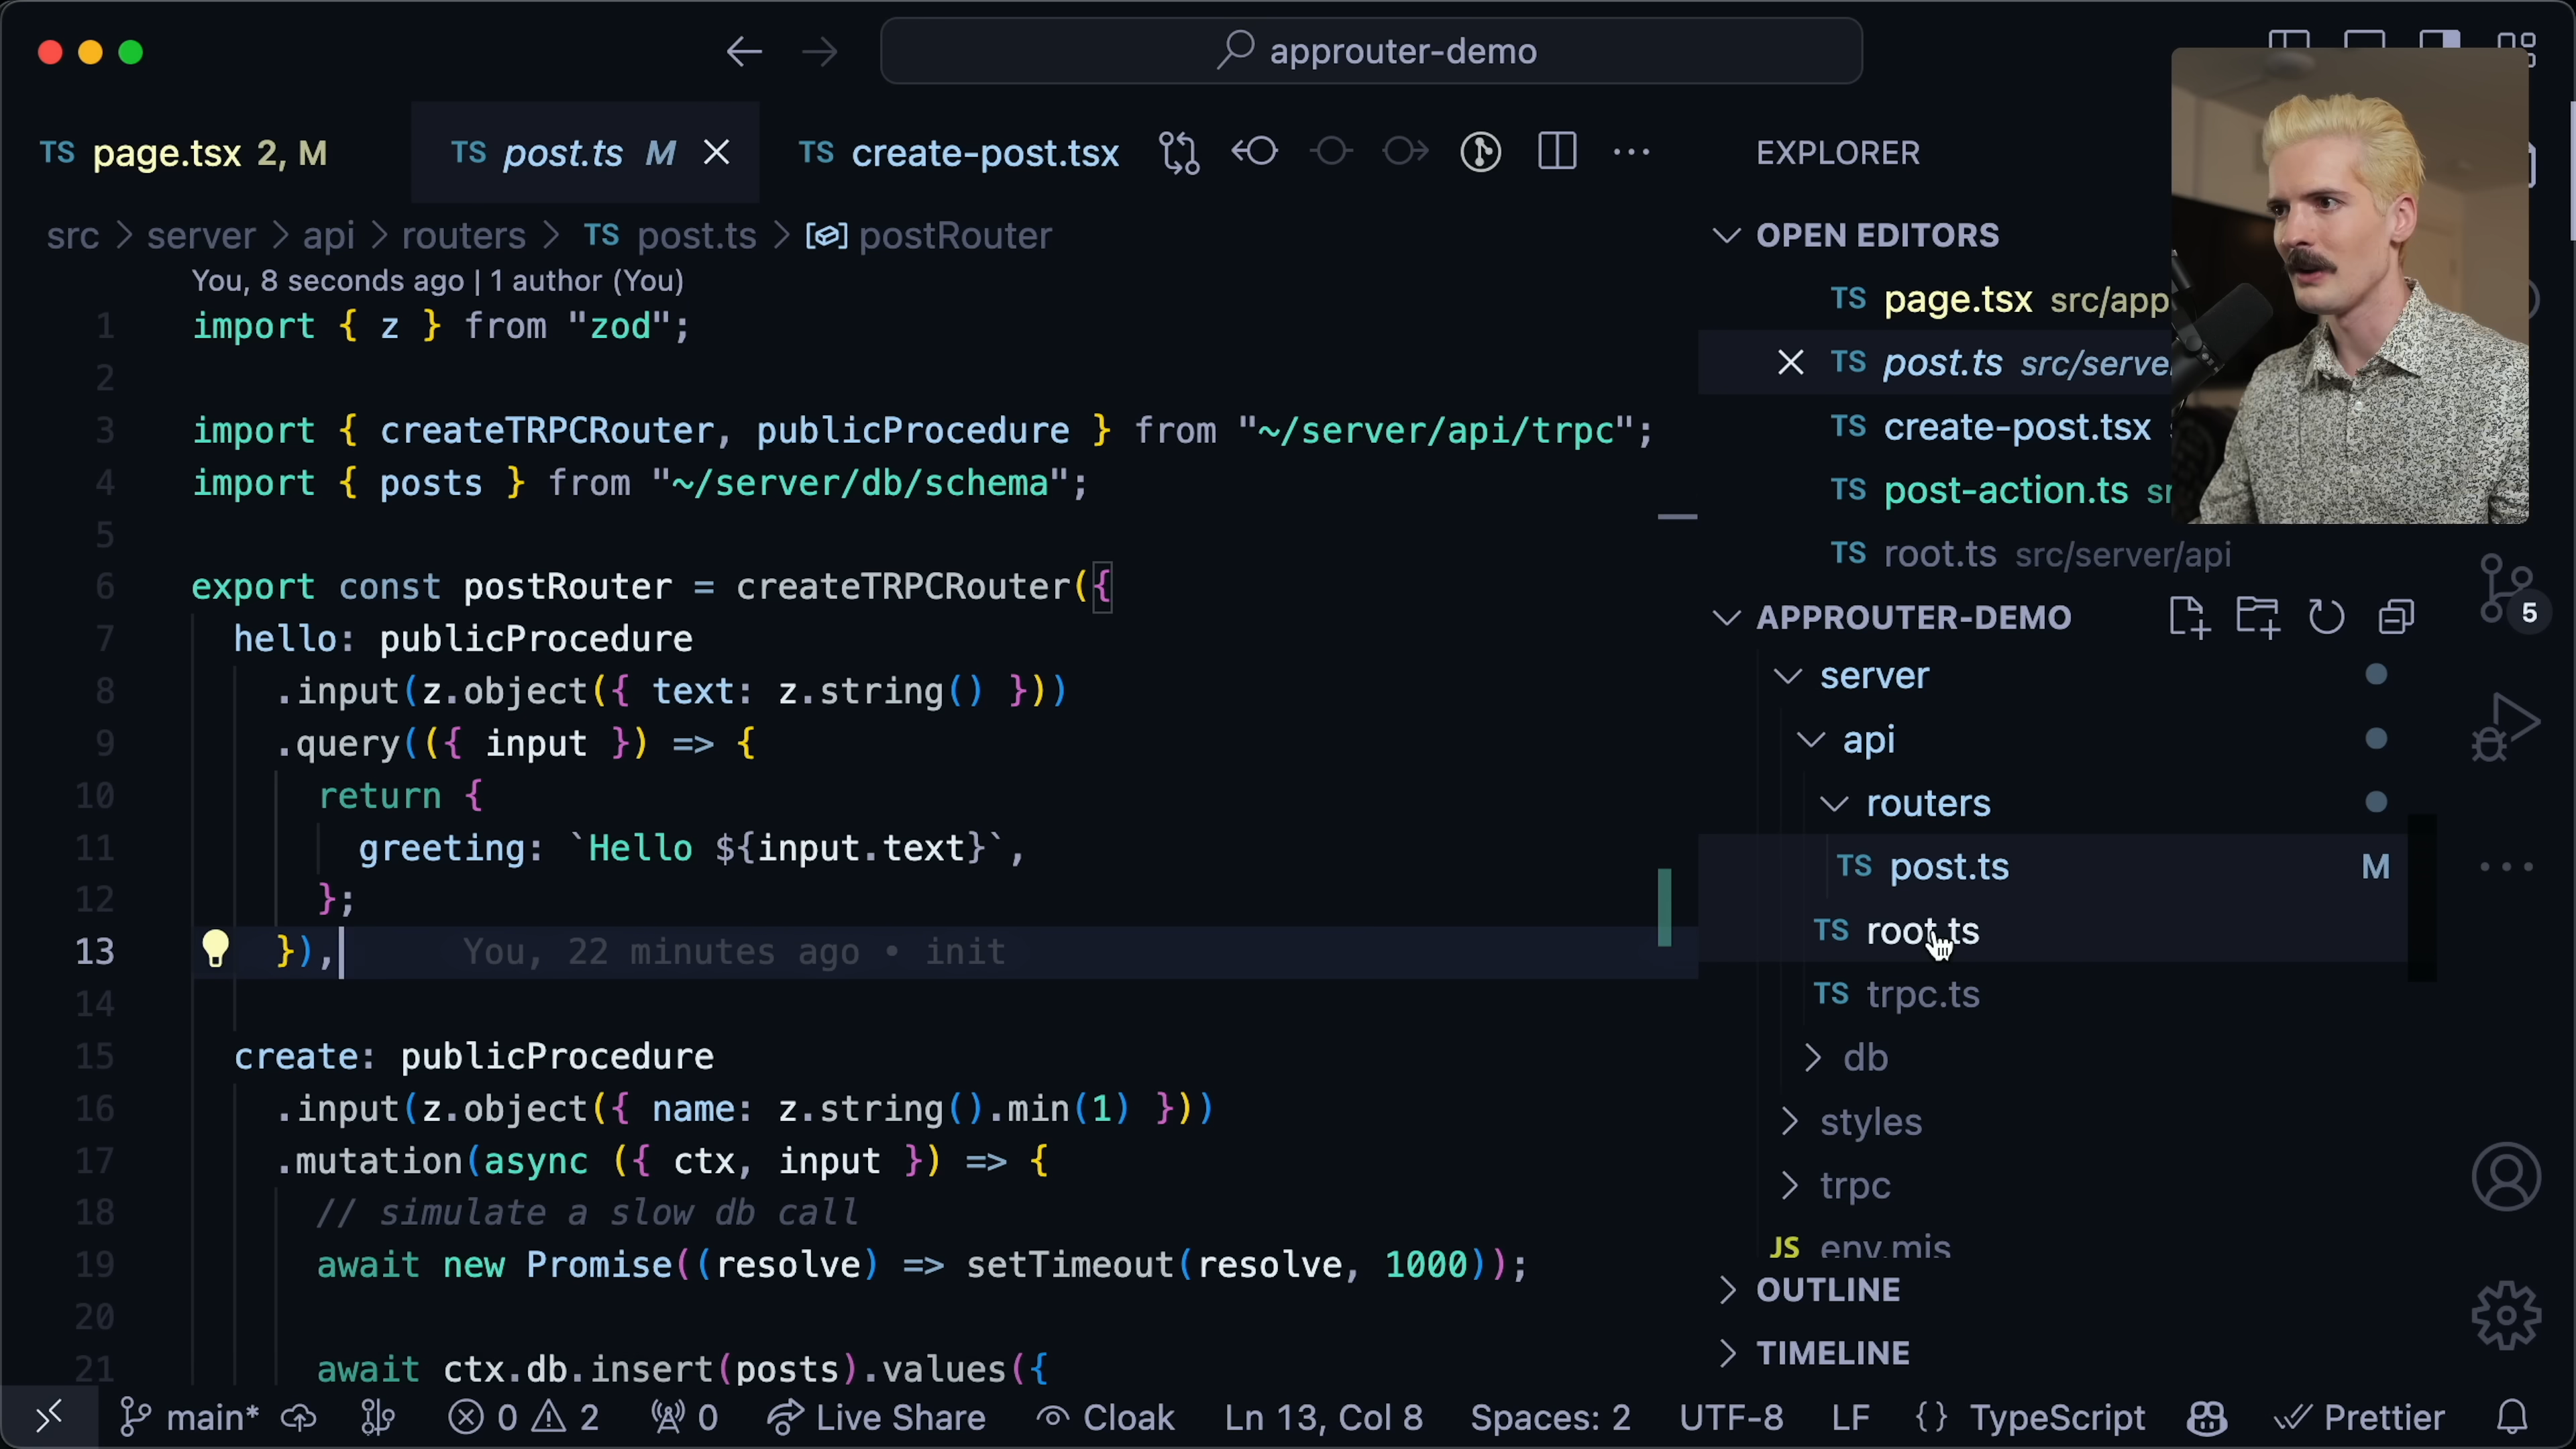 approuter-demo
TS page.tsx 2, M
TS post.ts M
TS create-post.tsx
EXPLORER
src > server > api > routers > TS post.ts > postRouter
You, 8 seconds ago | 1 author (You)
1 import { z } from "zod";
2
3 import { createTRPCRouter, publicProcedure } from "~/server/api/trpc";
4 import { posts } from "~/server/db/schema";
5
6 export const postRouter = createTRPCRouter({
7 hello: publicProcedure
8 .input(z.object({ text: z.string() }))
9 .query(({ input }) => {
10 return {
11 greeting: `Hello ${input.text}`,
12 };
13 }), You, 22 minutes ago • init
14
15 create: publicProcedure
16 .input(z.object({ name: z.string().min(1) }))
17 .mutation(async ({ ctx, input }) => {
18 // simulate a slow db call
19 await new Promise((resolve) => setTimeout(resolve, 1000));
20
21 await ctx.db.insert(posts).values({
OPEN EDITORS
TS page.tsx src/app
TS post.ts src/serve
TS create-post.tsx
TS post-action.ts
TS root.ts src/server/api
APPROUTER-DEMO
5
server
api
routers
TS post.ts M
TS root.ts
TS trpc.ts
db
styles
trpc
JS env.mjs
OUTLINE
TIMELINE
main* 0 2 0 Live Share Cloak Ln 13, Col 8 Spaces: 2 UTF-8 LF {} TypeScript Prettier